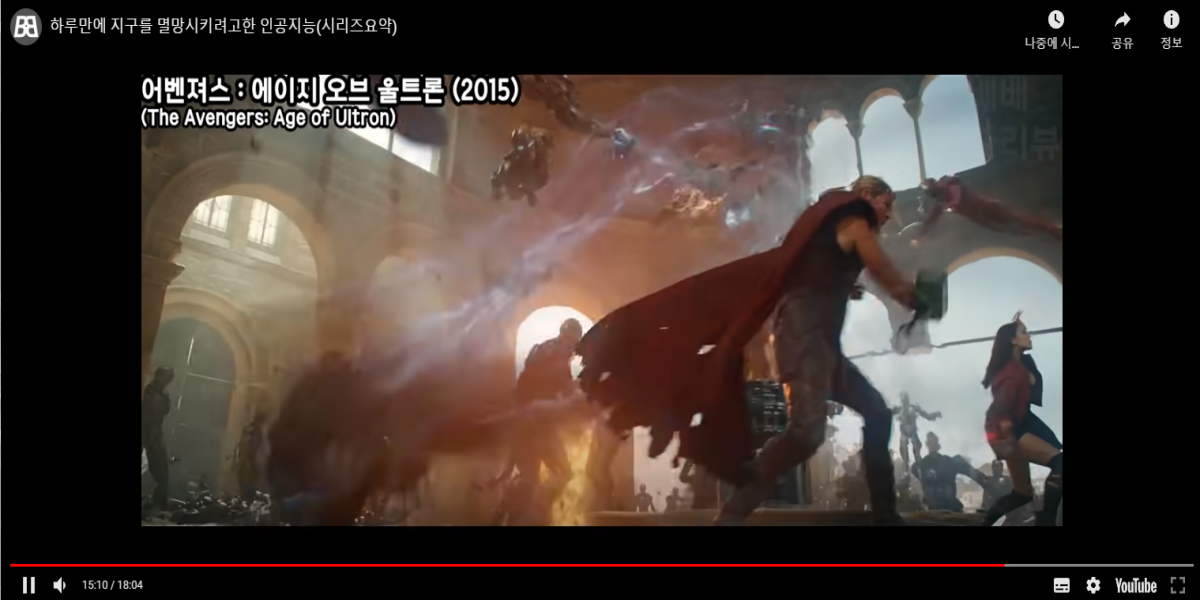 하루만에 지구를 멸망시키려고한 인공지능(시리즈요약)
나중에 시...
공유
정보
어벤져스 : 에이지 오브 울트론 (2015)
(The Avengers: Age of Ultron)
리뷰
15:10 / 18:04
YouTube